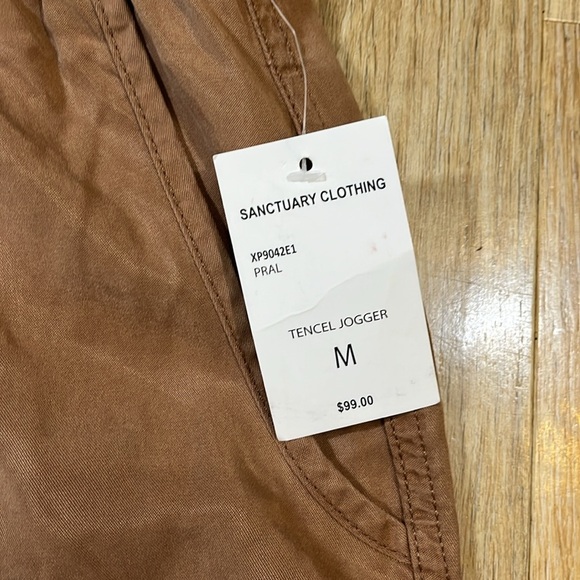 SANCTUARY CLOTHING
XP9042E1
PRAL
TENCEL JOGGER
M
$99.00